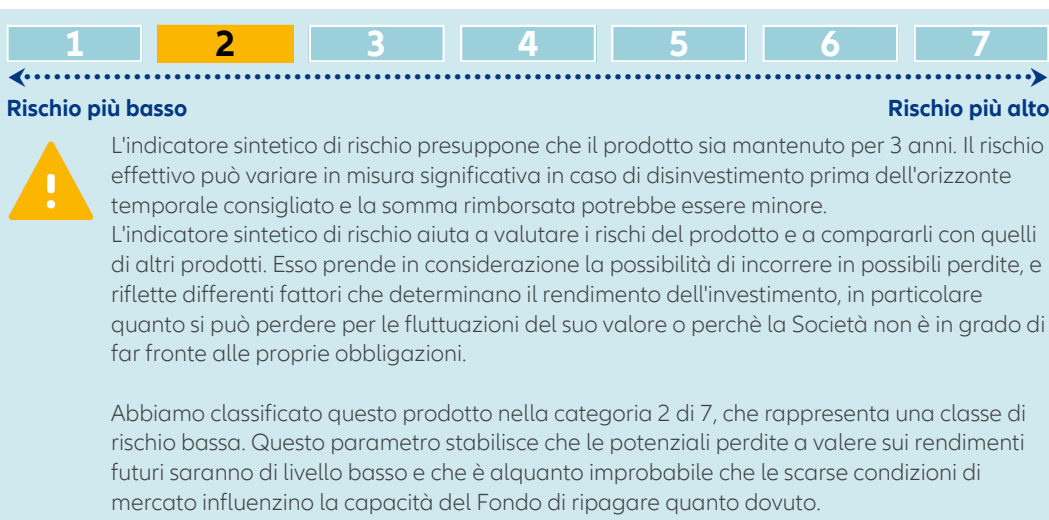 1 2 3 4 5 6 7
Rischio più basso Rischio più alto
L'indicatore sintetico di rischio presuppone che il prodotto sia mantenuto per 3 anni. Il rischio
effettivo può variare in misura significativa in caso di disinvestimento prima dell'orizzonte
temporale consigliato e la somma rimborsata potrebbe essere minore.
L'indicatore sintetico di rischio aiuta a valutare i rischi del prodotto e a compararli con quelli
di altri prodotti. Esso prende in considerazione la possibilità di incorrere in possibili perdite, e
riflette differenti fattori che determinano il rendimento dell'investimento, in particolare
quanto si può perdere per le fluttuazioni del suo valore o perchè la Società non è in grado di
far fronte alle proprie obbligazioni.
Abbiamo classificato questo prodotto nella categoria 2 di 7, che rappresenta una classe di
rischio bassa. Questo parametro stabilisce che le potenziali perdite a valere sui rendimenti
futuri saranno di livello basso e che è alquanto improbabile che le scarse condizioni di
mercato influenzino la capacità del Fondo di ripagare quanto dovuto.